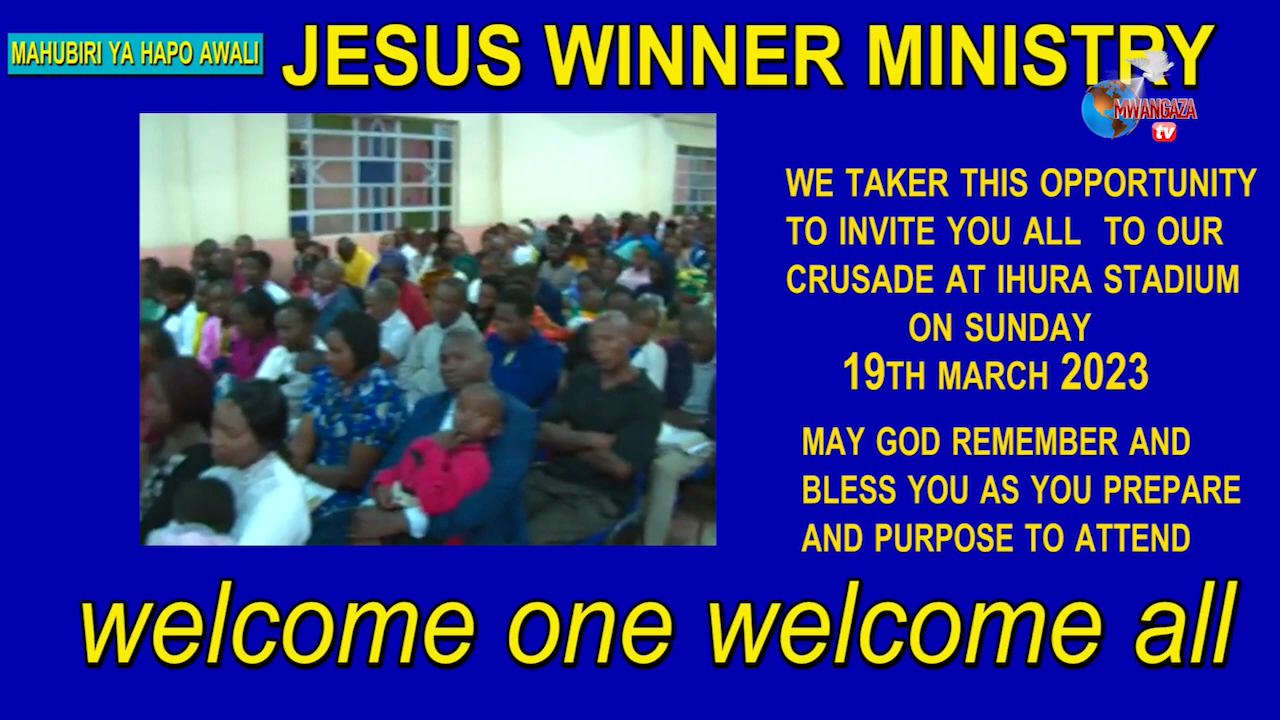 MAHUBIRI YA HAPO AWALI
JESUS WINNER MINISTRY
MWANGAZA
tv
WE TAKER THIS OPPORTUNITY
TO INVITE YOU ALL TO OUR
CRUSADE AT IHURA STADIUM
ON SUNDAY
19TH MARCH 2023
MAY GOD REMEMBER AND
BLESS YOU AS YOU PREPARE
AND PURPOSE TO ATTEND
welcome one welcome all